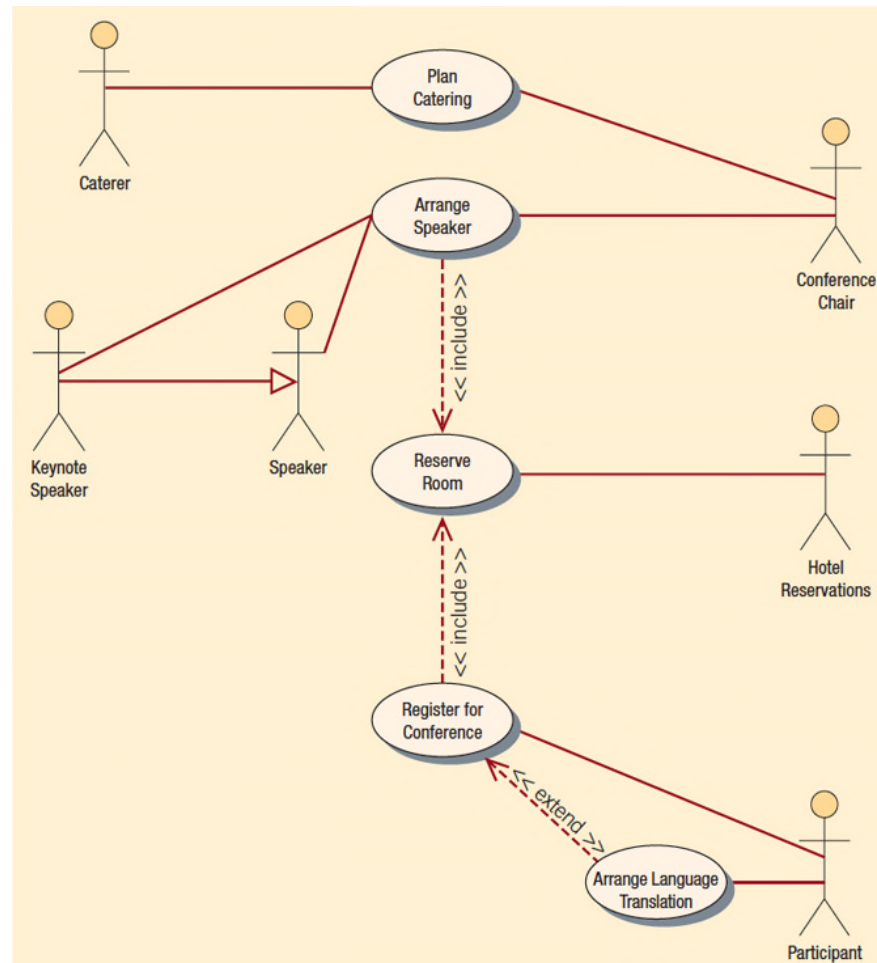 Plan
Catering
Caterer
Arrange
Speaker
Conference
Chair
<< include >>
Keynote
Speaker
Speaker
Reserve
Room
Hotel
Reservations
<< include >>
Register for
Conference
<< extend >>
Arrange Language
Translation
Participant